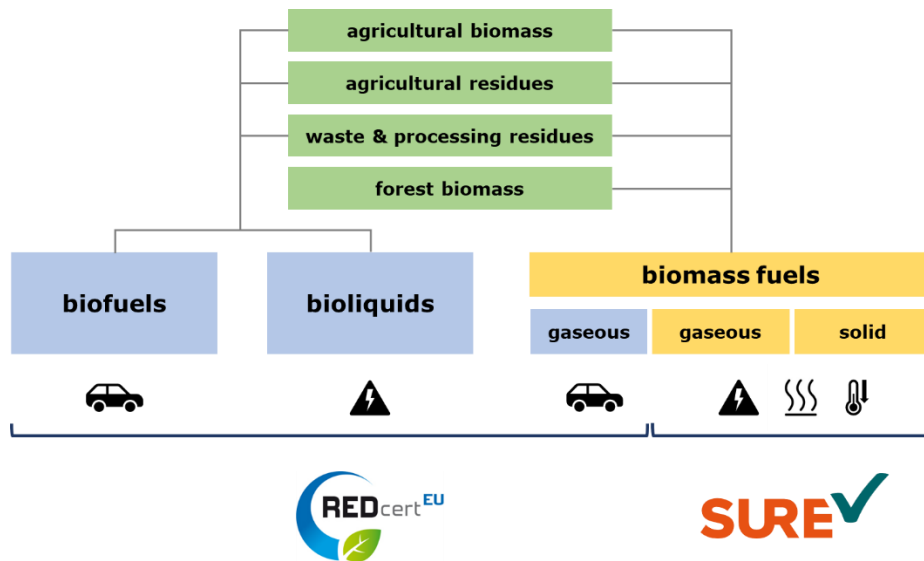 agricultural biomass
agricultural residues
waste & processing residues
forest biomass
biofuels
bioliquids
biomass fuels
gaseous
gaseous
solid
REDcert EU
SURE